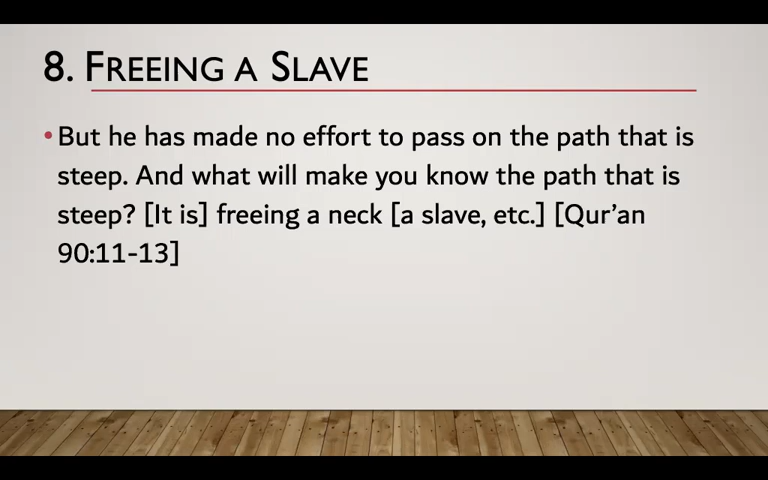 8. FREEING A SLAVE
• But he has made no effort to pass on the path that is
steep. And what will make you know the path that is
steep? [It is] freeing a neck [a slave, etc.] [Qur’an
90:11-13]